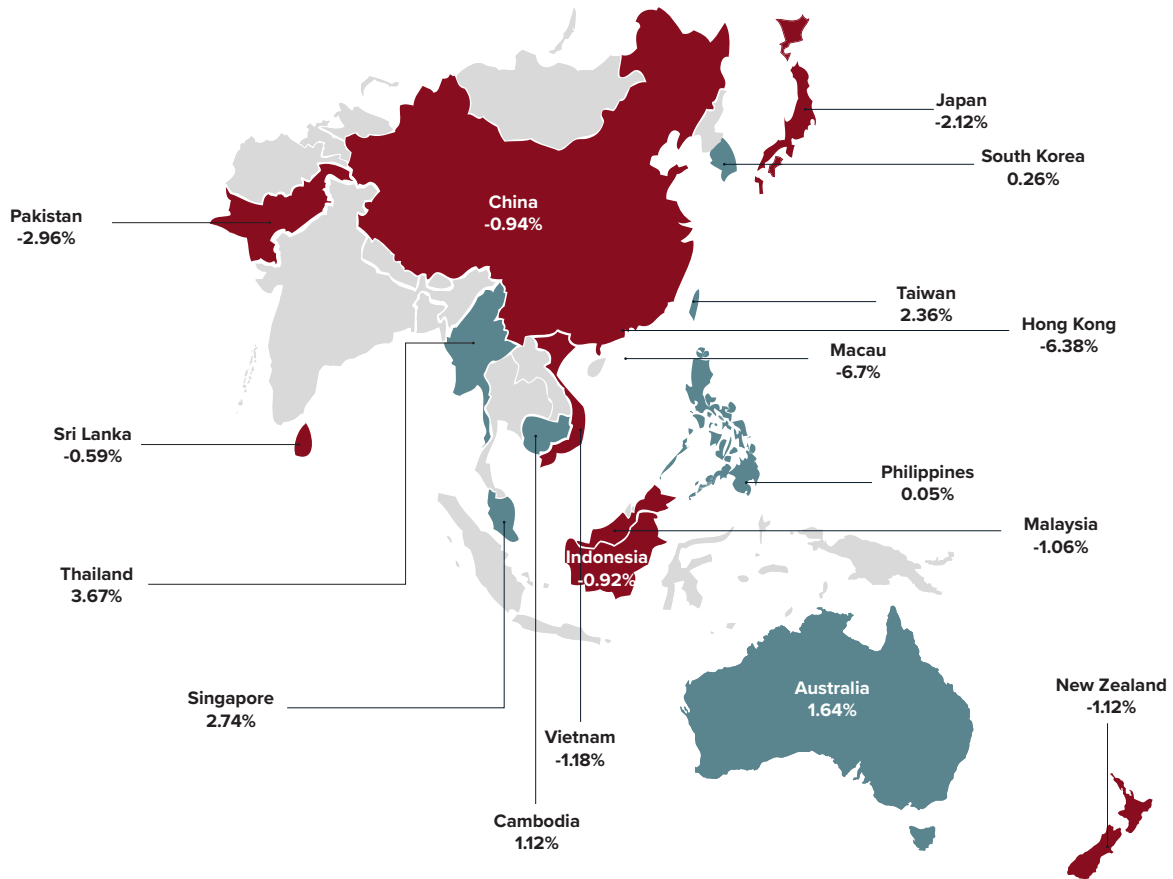 Japan
-2.12%
South Korea
0.26%
China
-0.94%
Pakistan
-2.96%
Taiwan
2.36%
Hong Kong
-6.38%
Macau
-6.7%
Sri Lanka
-0.59%
Philippines
0.05%
Malaysia
-1.06%
Indonesia
-0.92%
Thailand
3.67%
Singapore
2.74%
Australia
1.64%
New Zealand
-1.12%
Vietnam
-1.18%
Cambodia
1.12%